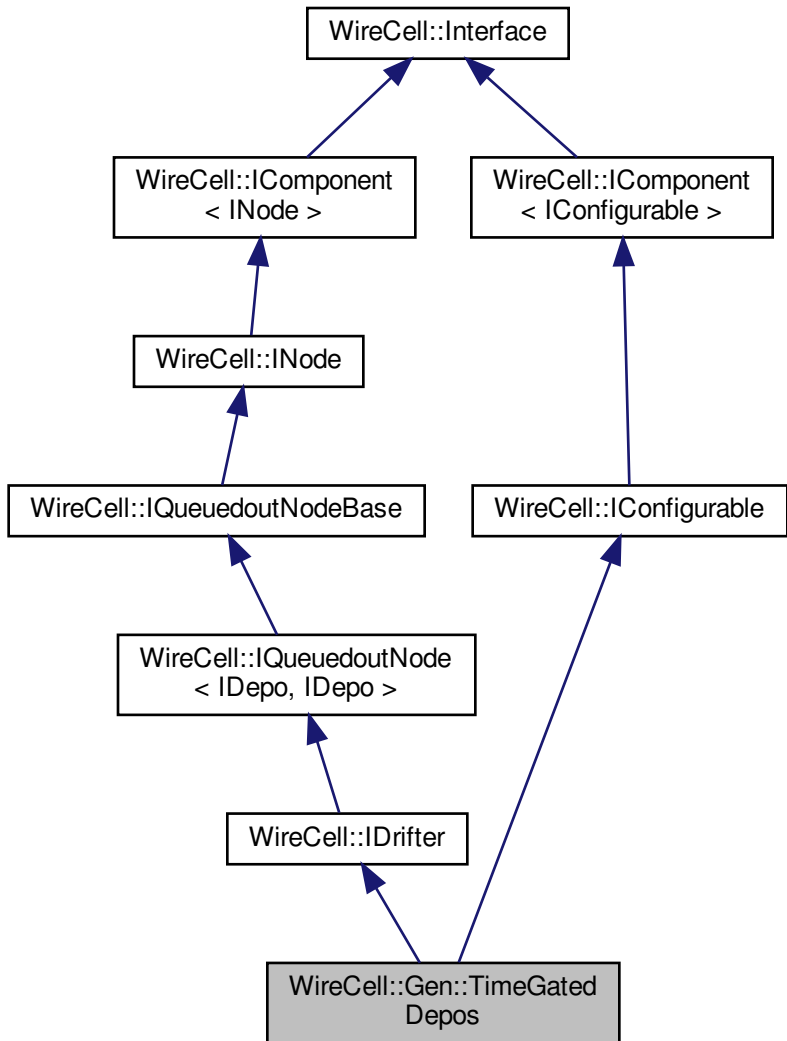 WireCell::Interface
WireCell::IComponent
< INode >
WireCell::IComponent
< IConfigurable >
WireCell::INode
WireCell::IQueuedoutNodeBase
WireCell::IConfigurable
WireCell::IQueuedoutNode
< IDepo, IDepo >
WireCell::IDrifter
WireCell::Gen::TimeGated
Depos